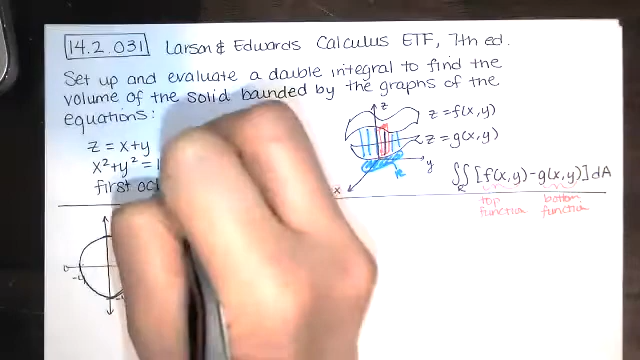 14.2.031 Larson & Edwards Calculus ETF, 7th ed.
Set up and evaluate a double integral to find the
volume of the solid bounded by the graphs of the
equations:
z = x+y
x²+y² = 1
first
z
z = f(x,y)
z = g(x,y)
y
x
R
∬ [f(x,y) - g(x,y)] dA
R
top function
bottom function
-1